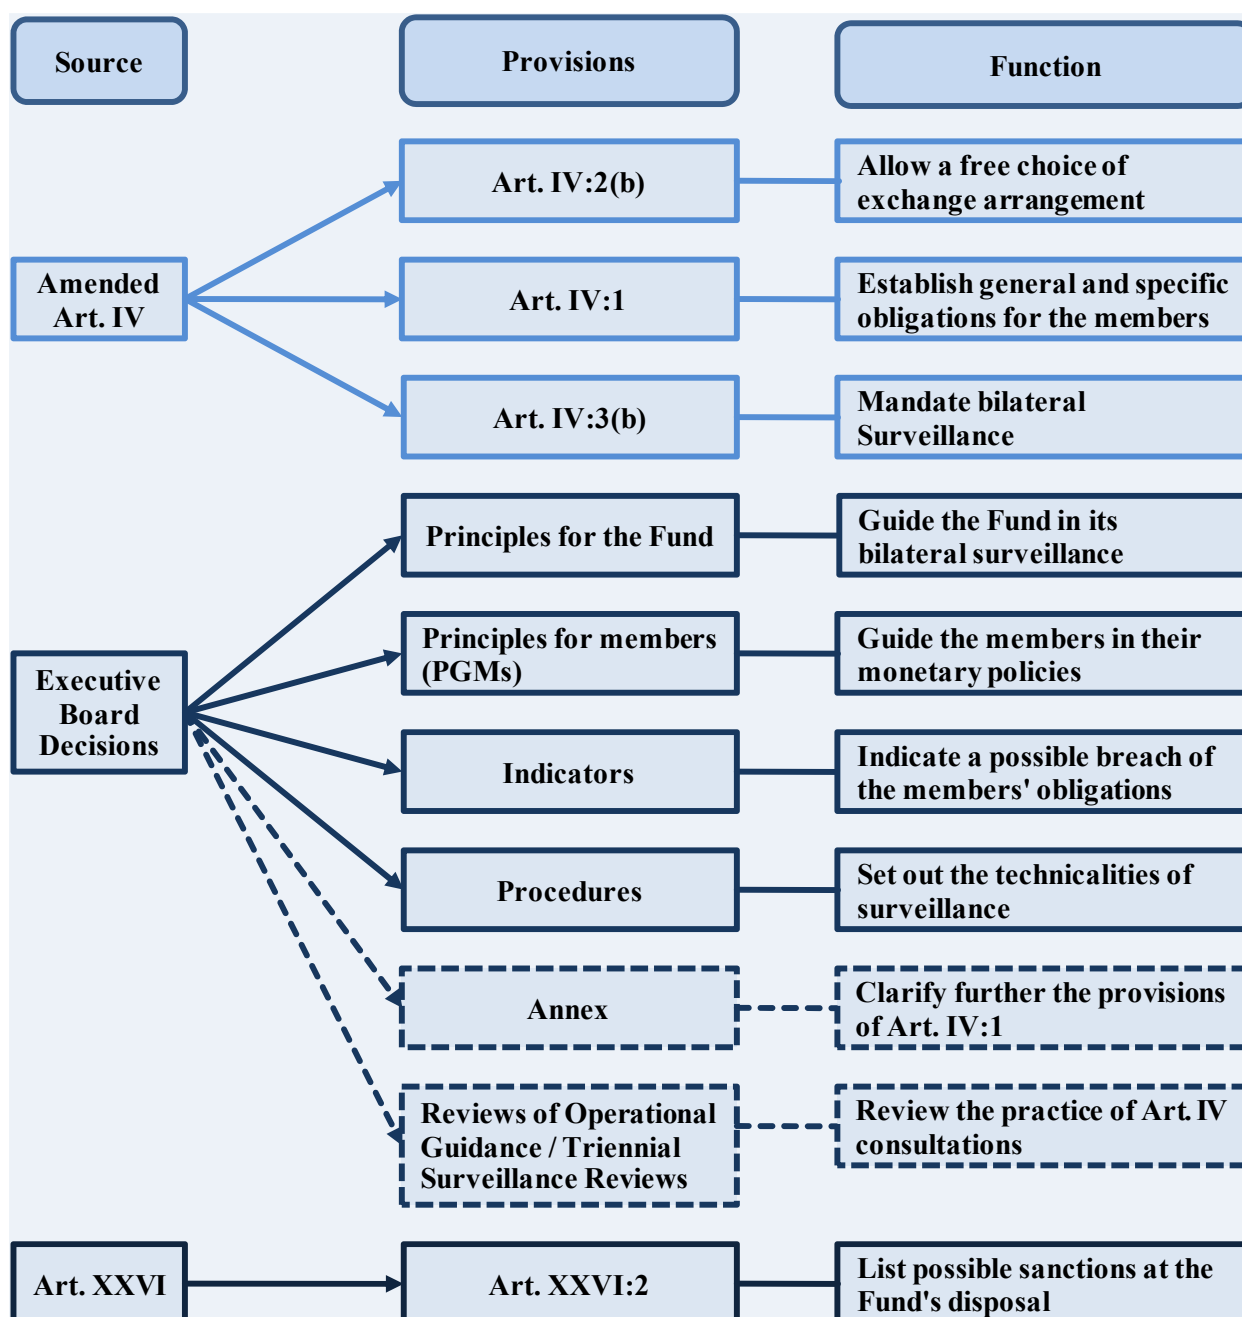 Source
Provisions
Function
Art. IV:2(b)
Allow a free choice of
exchange arrangement
Amended
Art. IV
Art. IV:1
Establish general and specific
obligations for the members
Art. IV:3(b)
Mandate bilateral
Surveillance
Principles for the Fund
Guide the Fund in its
bilateral surveillance
Executive
Board
Decisions
Principles for members
(PGMs)
Guide the members in their
monetary policies
Indicators
Indicate a possible breach of
the members' obligations
Procedures
Set out the technicalities of
surveillance
Annex
Clarify further the provisions
of Art. IV:1
Reviews of Operational
Guidance / Triennial
Surveillance Reviews
Review the practice of Art. IV
consultations
Art. XXVI
Art. XXVI:2
List possible sanctions at the
Fund's disposal